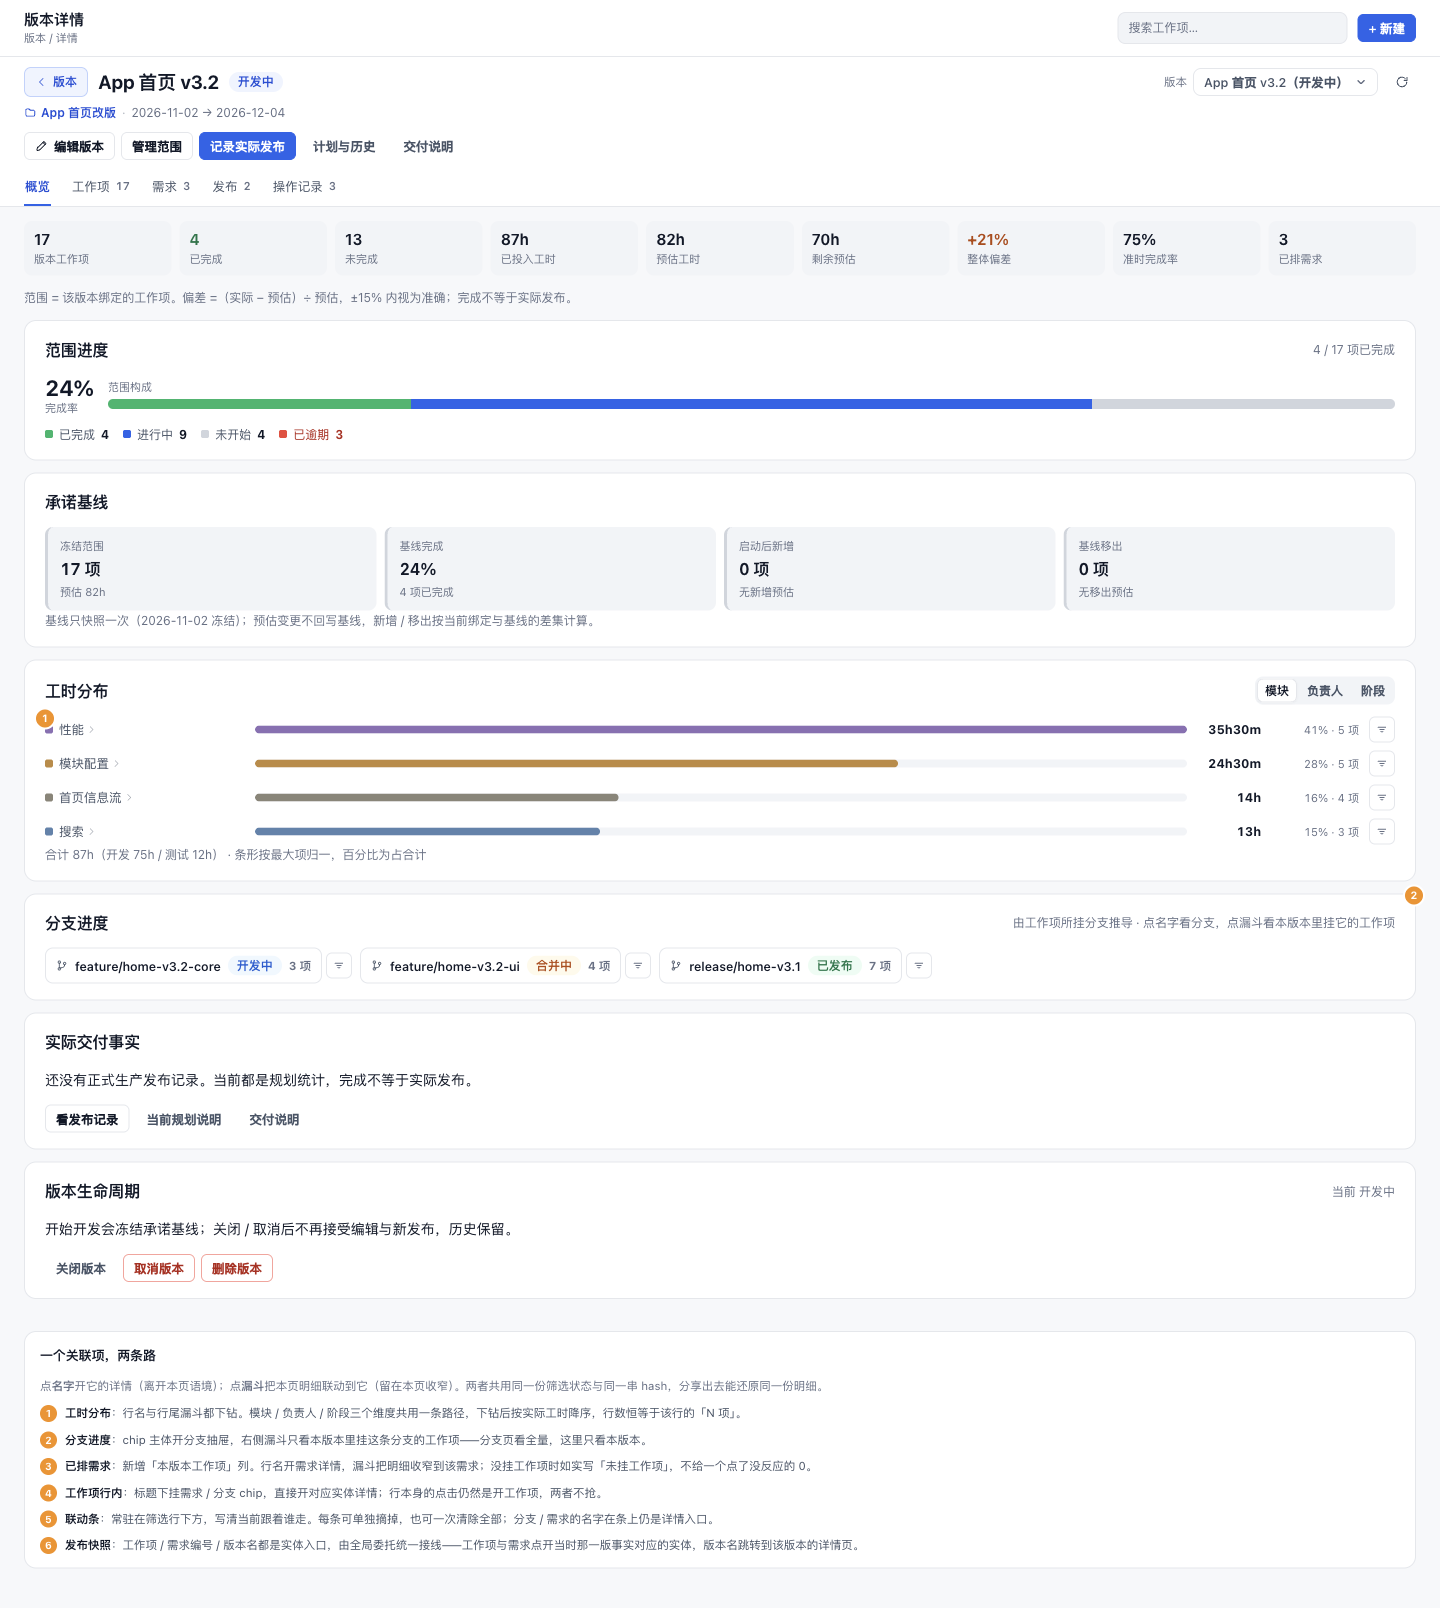 版本详情
版本 / 详情
搜索工作项...
+ 新建
版本
App 首页 v3.2
开发中
版本
App 首页 v3.2（开发中）
App 首页改版 · 2026-11-02 → 2026-12-04
编辑版本
管理范围
记录实际发布
计划与历史
交付说明
概览
工作项 17
需求 3
发布 2
操作记录 3
17
版本工作项
4
已完成
13
未完成
87h
已投入工时
82h
预估工时
70h
剩余预估
+21%
整体偏差
75%
准时完成率
3
已排需求
范围 = 该版本绑定的工作项。偏差 =（实际 − 预估）÷ 预估，±15% 内视为准确；完成不等于实际发布。
范围进度
4 / 17 项已完成
24%
完成率
范围构成
已完成 4
进行中 9
未开始 4
已逾期 3
承诺基线
冻结范围
17 项
预估 82h
基线完成
24%
4 项已完成
启动后新增
0 项
无新增预估
基线移出
0 项
无移出预估
基线只快照一次（2026-11-02 冻结）；预估变更不回写基线，新增 / 移出按当前绑定与基线的差集计算。
工时分布
模块
负责人
阶段
1
性能
35h30m
41% · 5 项
模块配置
24h30m
28% · 5 项
首页信息流
14h
16% · 4 项
搜索
13h
15% · 3 项
合计 87h（开发 75h / 测试 12h） · 条形按最大项归一，百分比为占合计
2
分支进度
由工作项所挂分支推导 · 点名字看分支，点漏斗看本版本里挂它的工作项
feature/home-v3.2-core 开发中 3 项
feature/home-v3.2-ui 合并中 4 项
release/home-v3.1 已发布 7 项
实际交付事实
还没有正式生产发布记录。当前都是规划统计，完成不等于实际发布。
看发布记录
当前规划说明
交付说明
版本生命周期
当前 开发中
开始开发会冻结承诺基线；关闭 / 取消后不再接受编辑与新发布，历史保留。
关闭版本
取消版本
删除版本
一个关联项，两条路
点名字开它的详情（离开本页语境）；点漏斗把本页明细联动到它（留在本页收窄）。两者共用同一份筛选状态与同一串 hash，分享出去能还原同一份明细。
1 工时分布：行名与行尾漏斗都下钻。模块 / 负责人 / 阶段三个维度共用一条路径，下钻后按实际工时降序，行数恒等于该行的「N 项」。
2 分支进度：chip 主体开分支抽屉，右侧漏斗只看本版本里挂这条分支的工作项——分支页看全量，这里只看本版本。
3 已排需求：新增「本版本工作项」列。行名开需求详情，漏斗把明细收窄到该需求；没挂工作项时如实写「未挂工作项」，不给一个点了没反应的 0。
4 工作项行内：标题下挂需求 / 分支 chip，直接开对应实体详情；行本身的点击仍然是开工作项，两者不抢。
5 联动条：常驻在筛选行下方，写清当前跟着谁走。每条可单独摘掉，也可一次清除全部；分支 / 需求的名字在条上仍是详情入口。
6 发布快照：工作项 / 需求编号 / 版本名都是实体入口，由全局委托统一接线——工作项与需求点开当时那一版事实对应的实体，版本名跳转到该版本的详情页。